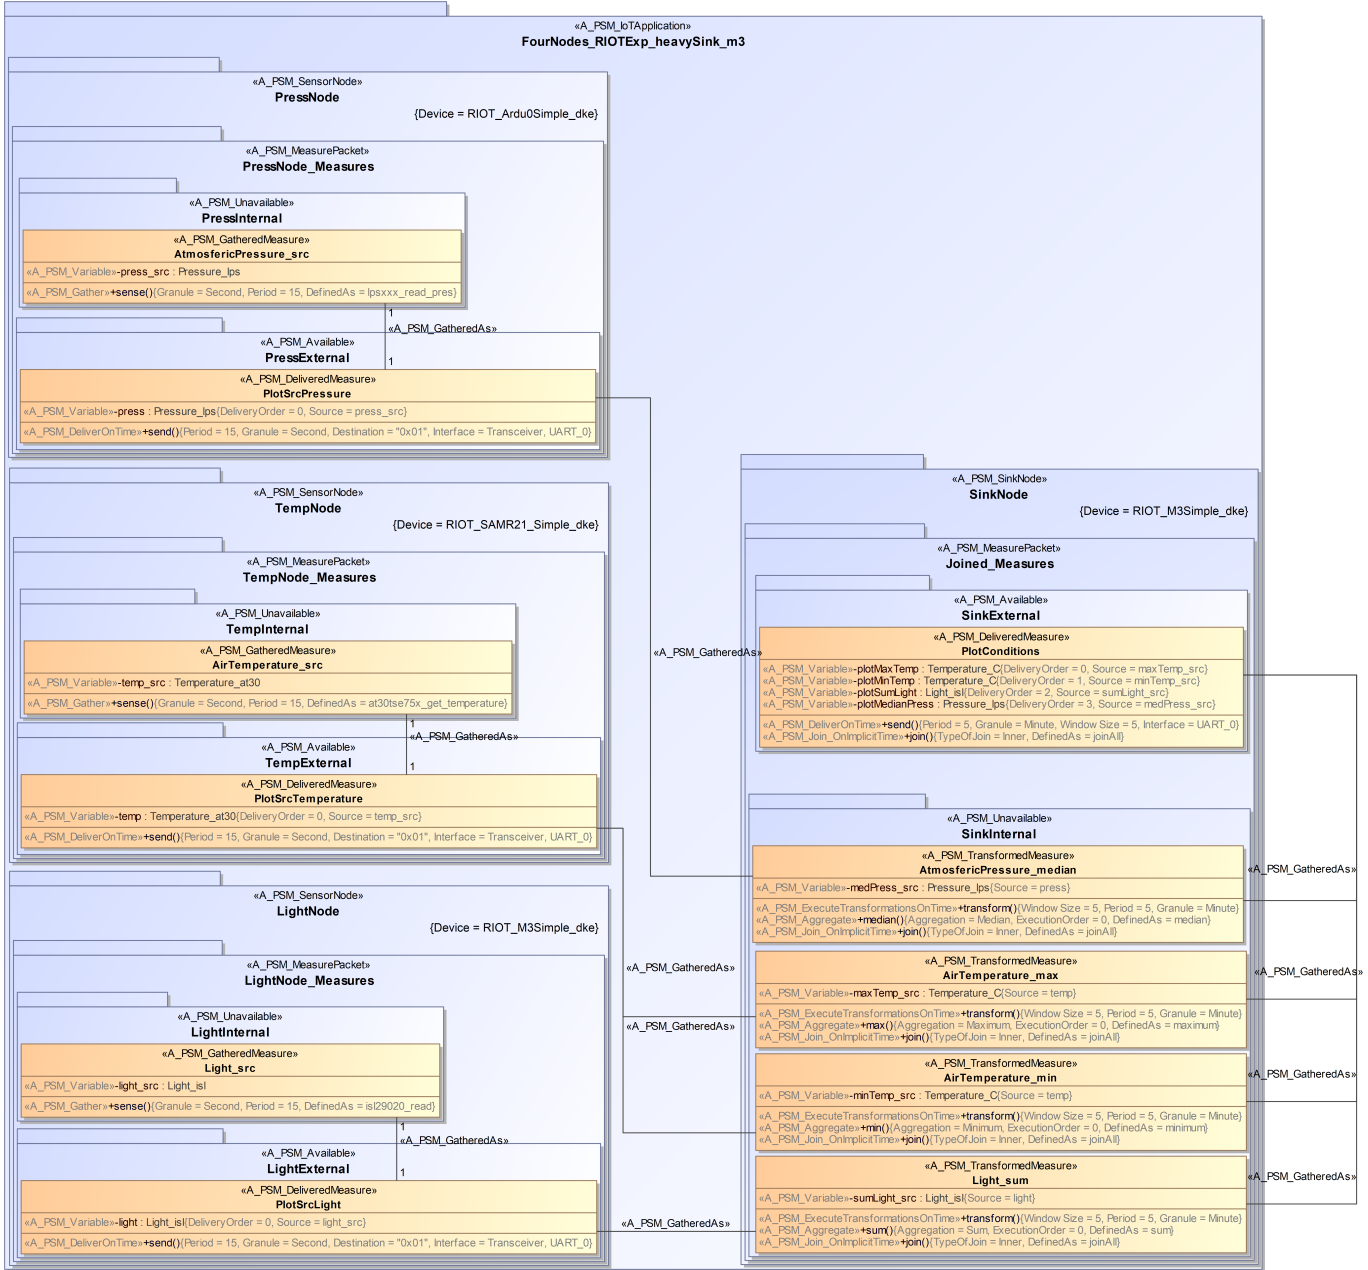 «A_PSM_IoTApplication»
FourNodes_RIOTExp_heavySink_m3
«A_PSM_SensorNode»
PressNode
{Device = RIOT_Ardu0Simple_dke}
«A_PSM_MeasurePacket»
PressNode_Measures
«A_PSM_Unavailable»
PressInternal
«A_PSM_GatheredMeasure»
AtmosfericPressure_src
«A_PSM_Variable»-press_src : Pressure_lps
«A_PSM_Gather»+sense(){Granule = Second, Period = 15, DefinedAs = lpsxxx_read_pres}
1
«A_PSM_GatheredAs»
1
«A_PSM_Available»
PressExternal
«A_PSM_DeliveredMeasure»
PlotSrcPressure
«A_PSM_Variable»-press : Pressure_lps{DeliveryOrder = 0, Source = press_src}
«A_PSM_DeliverOnTime»+send(){Period = 15, Granule = Second, Destination = "0x01", Interface = Transceiver, UART_0}
«A_PSM_SensorNode»
TempNode
{Device = RIOT_SAMR21_Simple_dke}
«A_PSM_MeasurePacket»
TempNode_Measures
«A_PSM_Unavailable»
TempInternal
«A_PSM_GatheredMeasure»
AirTemperature_src
«A_PSM_Variable»-temp_src : Temperature_at30
«A_PSM_Gather»+sense(){Granule = Second, Period = 15, DefinedAs = at30tse75x_get_temperature}
1
«A_PSM_GatheredAs»
1
«A_PSM_Available»
TempExternal
«A_PSM_DeliveredMeasure»
PlotSrcTemperature
«A_PSM_Variable»-temp : Temperature_at30{DeliveryOrder = 0, Source = temp_src}
«A_PSM_DeliverOnTime»+send(){Period = 15, Granule = Second, Destination = "0x01", Interface = Transceiver, UART_0}
«A_PSM_SensorNode»
LightNode
{Device = RIOT_M3Simple_dke}
«A_PSM_MeasurePacket»
LightNode_Measures
«A_PSM_Unavailable»
LightInternal
«A_PSM_GatheredMeasure»
Light_src
«A_PSM_Variable»-light_src : Light_isl
«A_PSM_Gather»+sense(){Granule = Second, Period = 15, DefinedAs = isl29020_read}
1
«A_PSM_GatheredAs»
1
«A_PSM_Available»
LightExternal
«A_PSM_DeliveredMeasure»
PlotSrcLight
«A_PSM_Variable»-light : Light_isl{DeliveryOrder = 0, Source = light_src}
«A_PSM_DeliverOnTime»+send(){Period = 15, Granule = Second, Destination = "0x01", Interface = Transceiver, UART_0}
«A_PSM_GatheredAs»
«A_PSM_GatheredAs»
«A_PSM_GatheredAs»
«A_PSM_GatheredAs»
«A_PSM_SinkNode»
SinkNode
{Device = RIOT_M3Simple_dke}
«A_PSM_MeasurePacket»
Joined_Measures
«A_PSM_Available»
SinkExternal
«A_PSM_DeliveredMeasure»
PlotConditions
«A_PSM_Variable»-plotMaxTemp : Temperature_C{DeliveryOrder = 0, Source = maxTemp_src}
«A_PSM_Variable»-plotMinTemp : Temperature_C{DeliveryOrder = 1, Source = minTemp_src}
«A_PSM_Variable»-plotSumLight : Light_isl{DeliveryOrder = 2, Source = sumLight_src}
«A_PSM_Variable»-plotMedianPress : Pressure_lps{DeliveryOrder = 3, Source = medPress_src}
«A_PSM_DeliverOnTime»+send(){Period = 5, Granule = Minute, Window Size = 5, Interface = UART_0}
«A_PSM_Join_OnImplicitTime»+join(){TypeOfJoin = Inner, DefinedAs = joinAll}
«A_PSM_Unavailable»
SinkInternal
«A_PSM_TransformedMeasure»
AtmosfericPressure_median
«A_PSM_Variable»-medPress_src : Pressure_lps{Source = press}
«A_PSM_ExecuteTransformationsOnTime»+transform(){Window Size = 5, Period = 5, Granule = Minute}
«A_PSM_Aggregate»+median(){Aggregation = Median, ExecutionOrder = 0, DefinedAs = median}
«A_PSM_Join_OnImplicitTime»+join(){TypeOfJoin = Inner, DefinedAs = joinAll}
«A_PSM_GatheredAs»
«A_PSM_TransformedMeasure»
AirTemperature_max
«A_PSM_Variable»-maxTemp_src : Temperature_C{Source = temp}
«A_PSM_ExecuteTransformationsOnTime»+transform(){Window Size = 5, Period = 5, Granule = Minute}
«A_PSM_Aggregate»+max(){Aggregation = Maximum, ExecutionOrder = 0, DefinedAs = maximum}
«A_PSM_Join_OnImplicitTime»+join(){TypeOfJoin = Inner, DefinedAs = joinAll}
«A_PSM_GatheredAs»
«A_PSM_TransformedMeasure»
AirTemperature_min
«A_PSM_Variable»-minTemp_src : Temperature_C{Source = temp}
«A_PSM_ExecuteTransformationsOnTime»+transform(){Window Size = 5, Period = 5, Granule = Minute}
«A_PSM_Aggregate»+min(){Aggregation = Minimum, ExecutionOrder = 0, DefinedAs = minimum}
«A_PSM_Join_OnImplicitTime»+join(){TypeOfJoin = Inner, DefinedAs = joinAll}
«A_PSM_GatheredAs»
«A_PSM_TransformedMeasure»
Light_sum
«A_PSM_Variable»-sumLight_src : Light_isl{Source = light}
«A_PSM_ExecuteTransformationsOnTime»+transform(){Window Size = 5, Period = 5, Granule = Minute}
«A_PSM_Aggregate»+sum(){Aggregation = Sum, ExecutionOrder = 0, DefinedAs = sum}
«A_PSM_Join_OnImplicitTime»+join(){TypeOfJoin = Inner, DefinedAs = joinAll}
«A_PSM_GatheredAs»